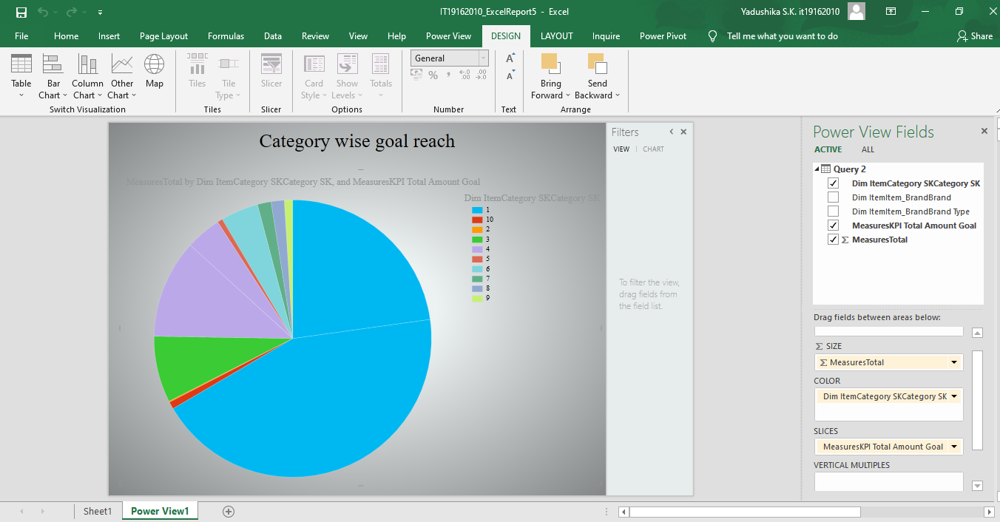 IT19162010_ExcelReport5 - Excel
Yadushika S.K. it19162010
File Home Insert Page Layout Formulas Data Review View Help Power View DESIGN LAYOUT Inquire Power Pivot Tell me what you want to do Share
Table
Bar Chart
Column Chart
Other Chart
Map
Switch Visualization
Tiles
Tile Type
Tiles
Slicer
Slicer
Card Style
Show Levels
Totals
Options
General
% , .00 .0
Number
A
A
Text
Bring Forward
Send Backward
Arrange
Category wise goal reach
MeasuresTotal by Dim ItemCategory SKCategory SK, and MeasuresKPI Total Amount Goal
Dim ItemCategory SKCategory SK
1
10
2
3
4
5
6
7
8
9
Filters
VIEW | CHART
To filter the view,
drag fields from
the field list.
Power View Fields
ACTIVE ALL
Query 2
Dim ItemCategory SKCategory SK
Dim ItemItem_BrandBrand
Dim ItemItem_BrandBrand Type
MeasuresKPI Total Amount Goal
Σ MeasuresTotal
Drag fields between areas below:
Σ SIZE
Σ MeasuresTotal
COLOR
Dim ItemCategory SKCategory SK
SLICES
MeasuresKPI Total Amount Goal
VERTICAL MULTIPLES
Sheet1 Power View1